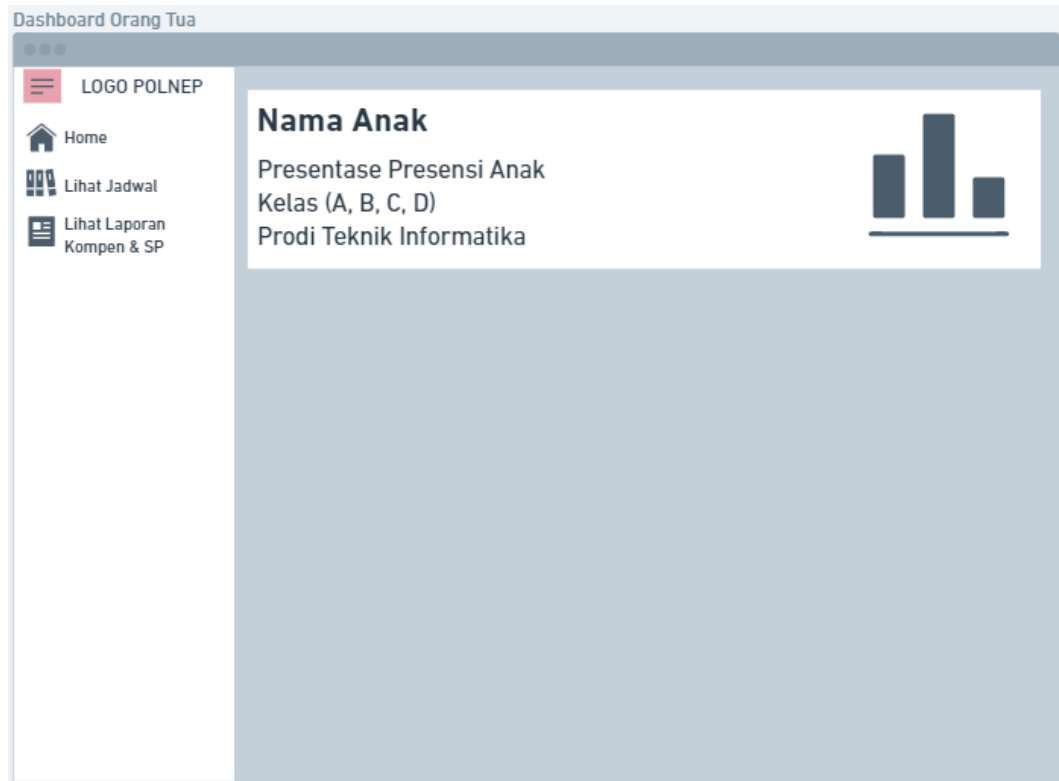 Dashboard Orang Tua
LOGO POLNEP
Home
Lihat Jadwal
Lihat Laporan
Kompen & SP
Nama Anak
Presentase Presensi Anak
Kelas (A, B, C, D)
Prodi Teknik Informatika